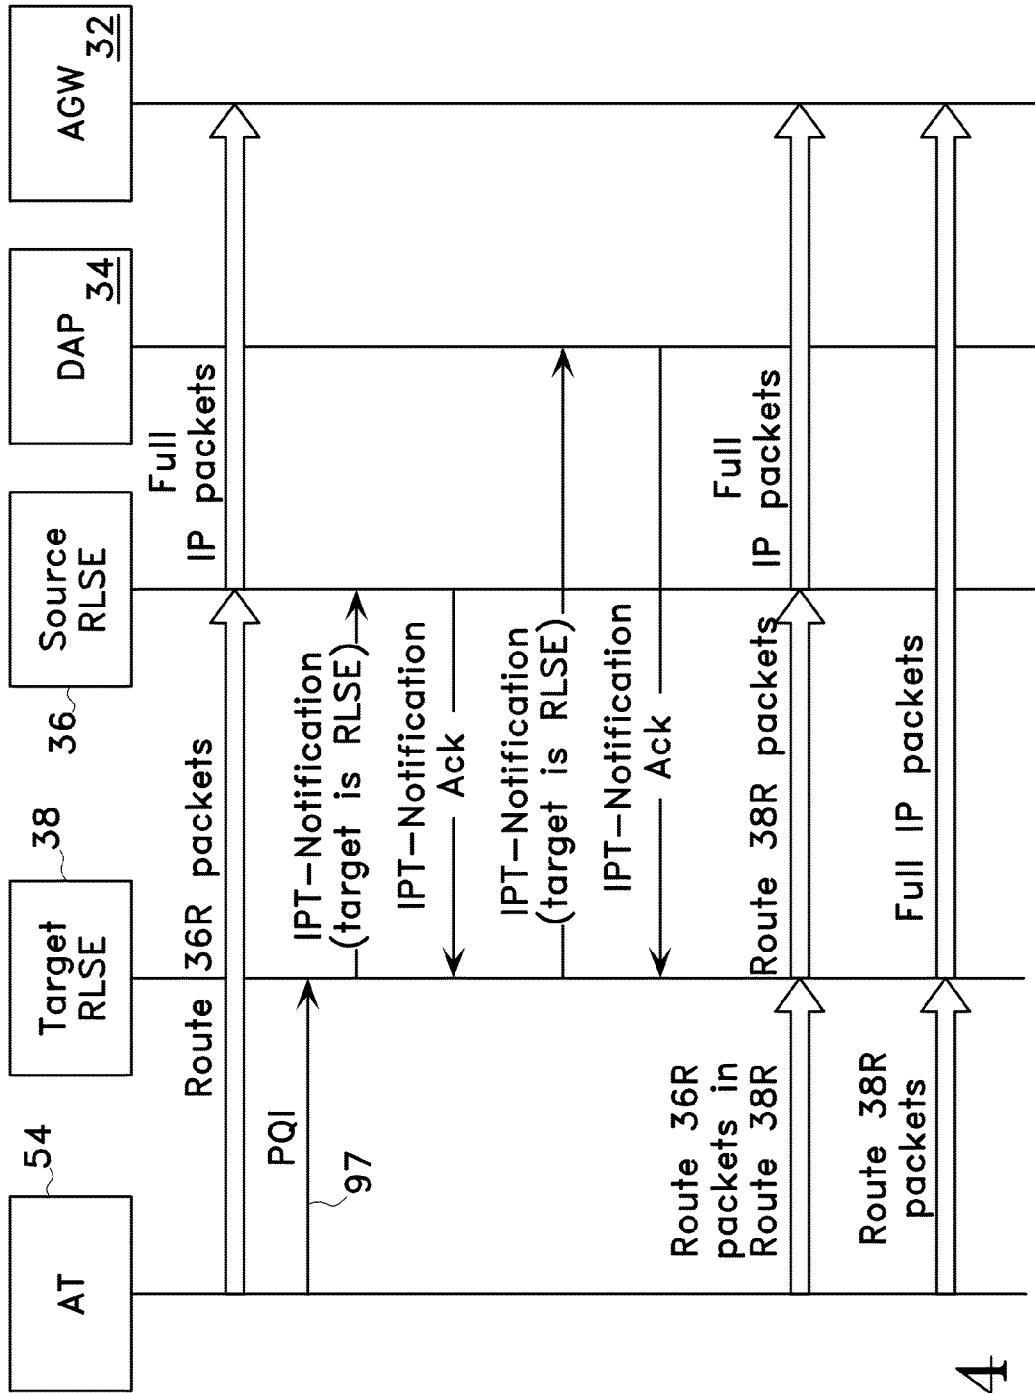 AT
54
Target
RLSE
38
Source
RLSE
36
DAP
34
AGW
32
Route 36R packets
Full
IP packets
PQI
97
IPT-Notification
(target is RLSE)
IPT-Notification
Ack
IPT-Notification
(target is RLSE)
IPT-Notification
Ack
Route 36R
packets in
Route 38R
Route 38R packets
Full
IP packets
Route 38R
packets
Full IP packets
4